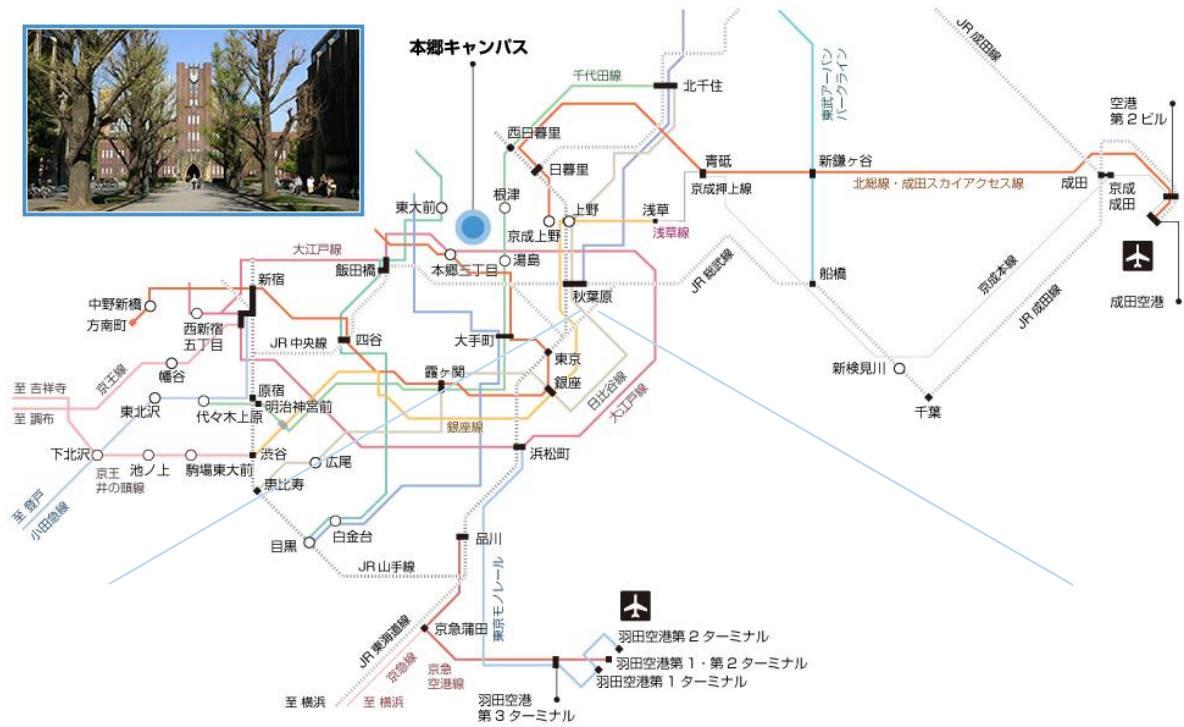 本郷キャンパス
千代田線
北千住
東武アーバン
パークライン
JR 成田線
空港
第2ビル
西日暮里
日暮里
青砥
京成押上線
新鎌ヶ谷
北総線・成田スカイアクセス線
成田
京成
成田
根津
東大前
京成上野
上野
浅草
浅草線
大江戸線
飯田橋
本郷三丁目
湯島
JR 総武線
船橋
京成本線
JR 成田線
成田空港
新宿
中野新橋
方南町
西新宿
五丁目
JR 中央線
四谷
大手町
秋葉原
東京
新検見川
千葉
京王線
幡谷
霞ヶ関
銀座
日比谷線
大江戸線
至 吉祥寺
至 調布
東北沢
代々木上原
原宿
明治神宮前
銀座線
下北沢
京王
井の頭線
池ノ上
駒場東大前
渋谷
広尾
浜松町
恵比寿
至 登戸
小田急線
目黒
白金台
品川
JR 山手線
東京モノレール
JR 東海道線
京急蒲田
京急線
京急
空港線
至 横浜
至 横浜
羽田空港第2ターミナル
羽田空港第1・第2ターミナル
羽田空港第1ターミナル
羽田空港
第3ターミナル